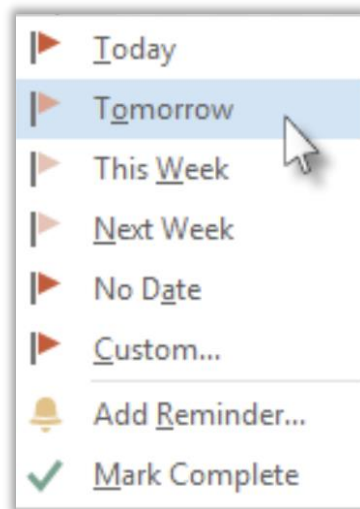 Today
Tomorrow
This Week
Next Week
No Date
Custom...
Add Reminder...
Mark Complete